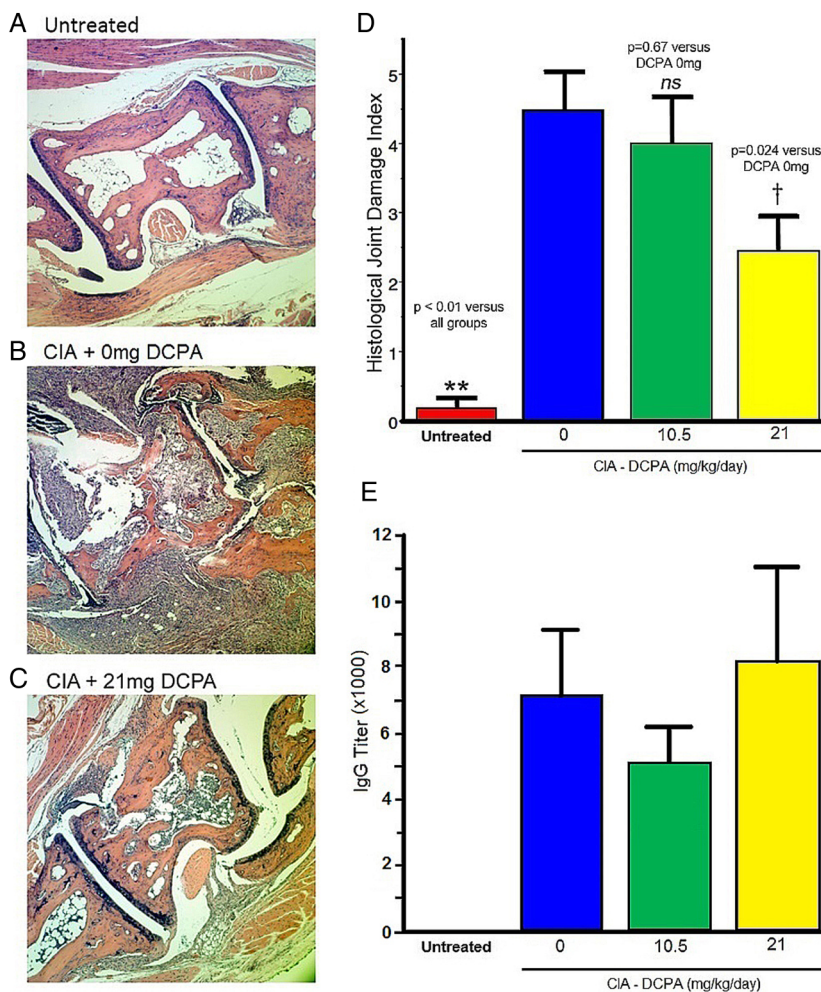 A Untreated
B CIA + 0mg DCPA
C CIA + 21mg DCPA
D
Histological Joint Damage Index
5
4
3
2
1
0
p < 0.01 versus
all groups
**
p=0.67 versus
DCPA 0mg
ns
p=0.024 versus
DCPA 0mg
†
Untreated 0 10.5 21
CIA - DCPA (mg/kg/day)
E
IgG Titer (x1000)
12
10
8
6
4
2
0
Untreated 0 10.5 21
CIA - DCPA (mg/kg/day)